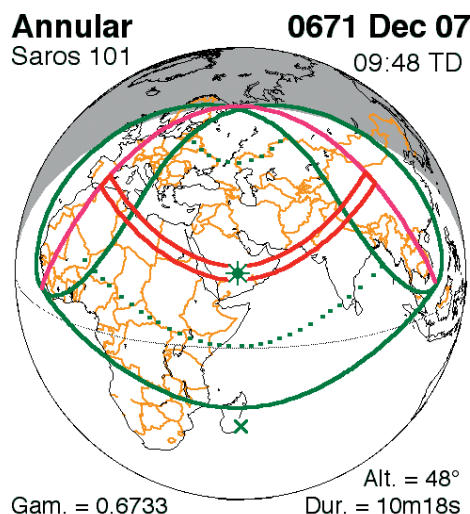 Annular 0671 Dec 07
Saros 101 09:48 TD
Alt. = 48°
Gam. = 0.6733 Dur. = 10m18s